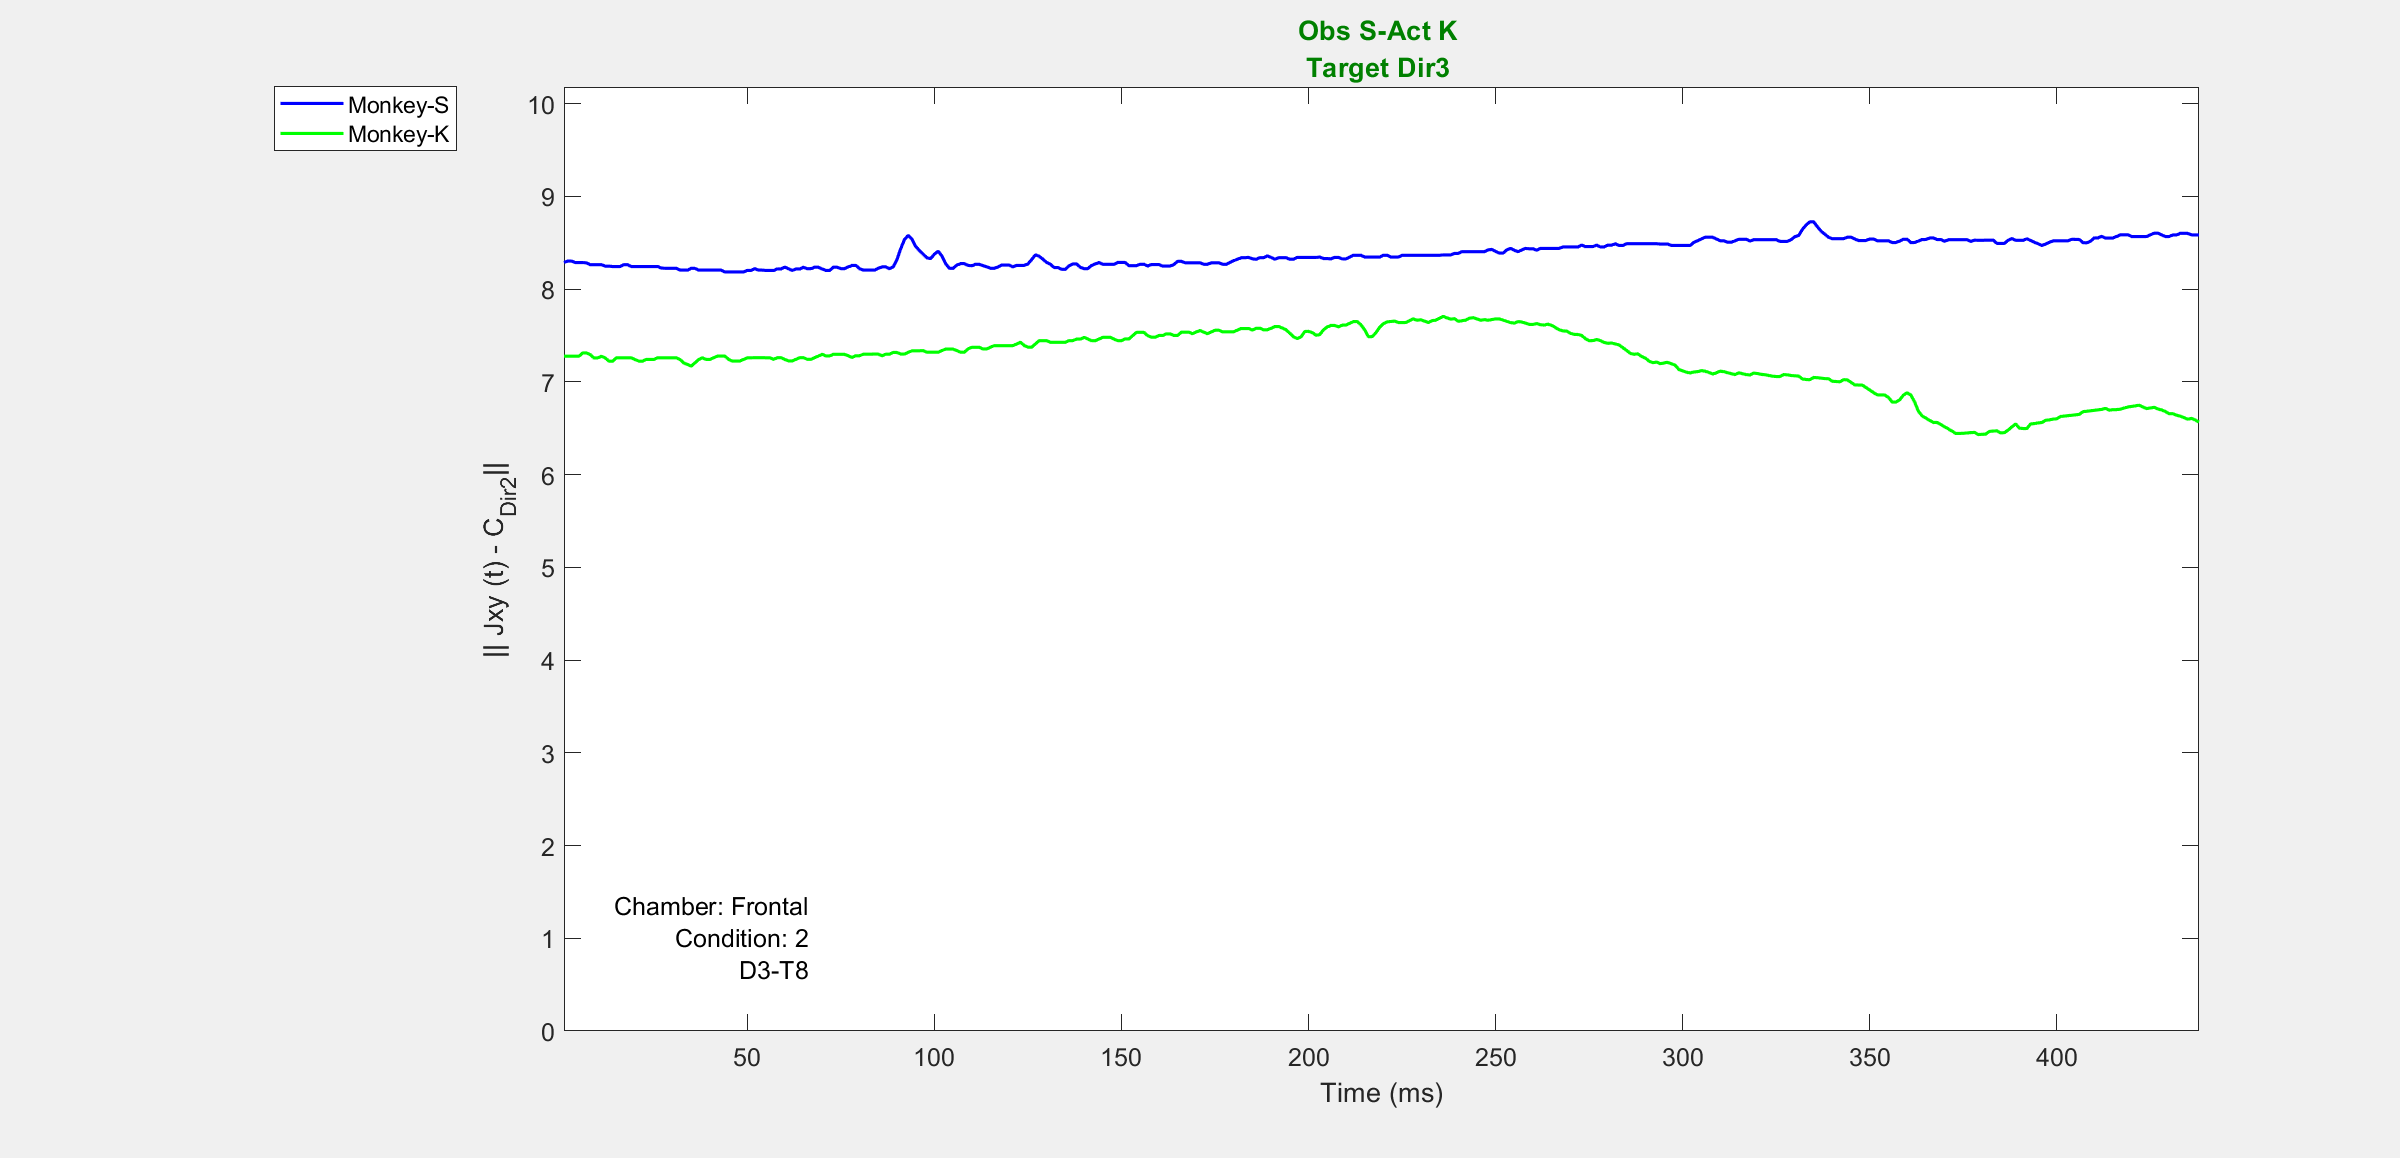 Obs S-Act K
Target Dir3
Monkey-S
Monkey-K
10
9
8
7
6
5
4
3
2
1
0
|| Jxy (t) - C_Dir2||
Chamber: Frontal
Condition: 2
D3-T8
50 100 150 200 250 300 350 400
Time (ms)